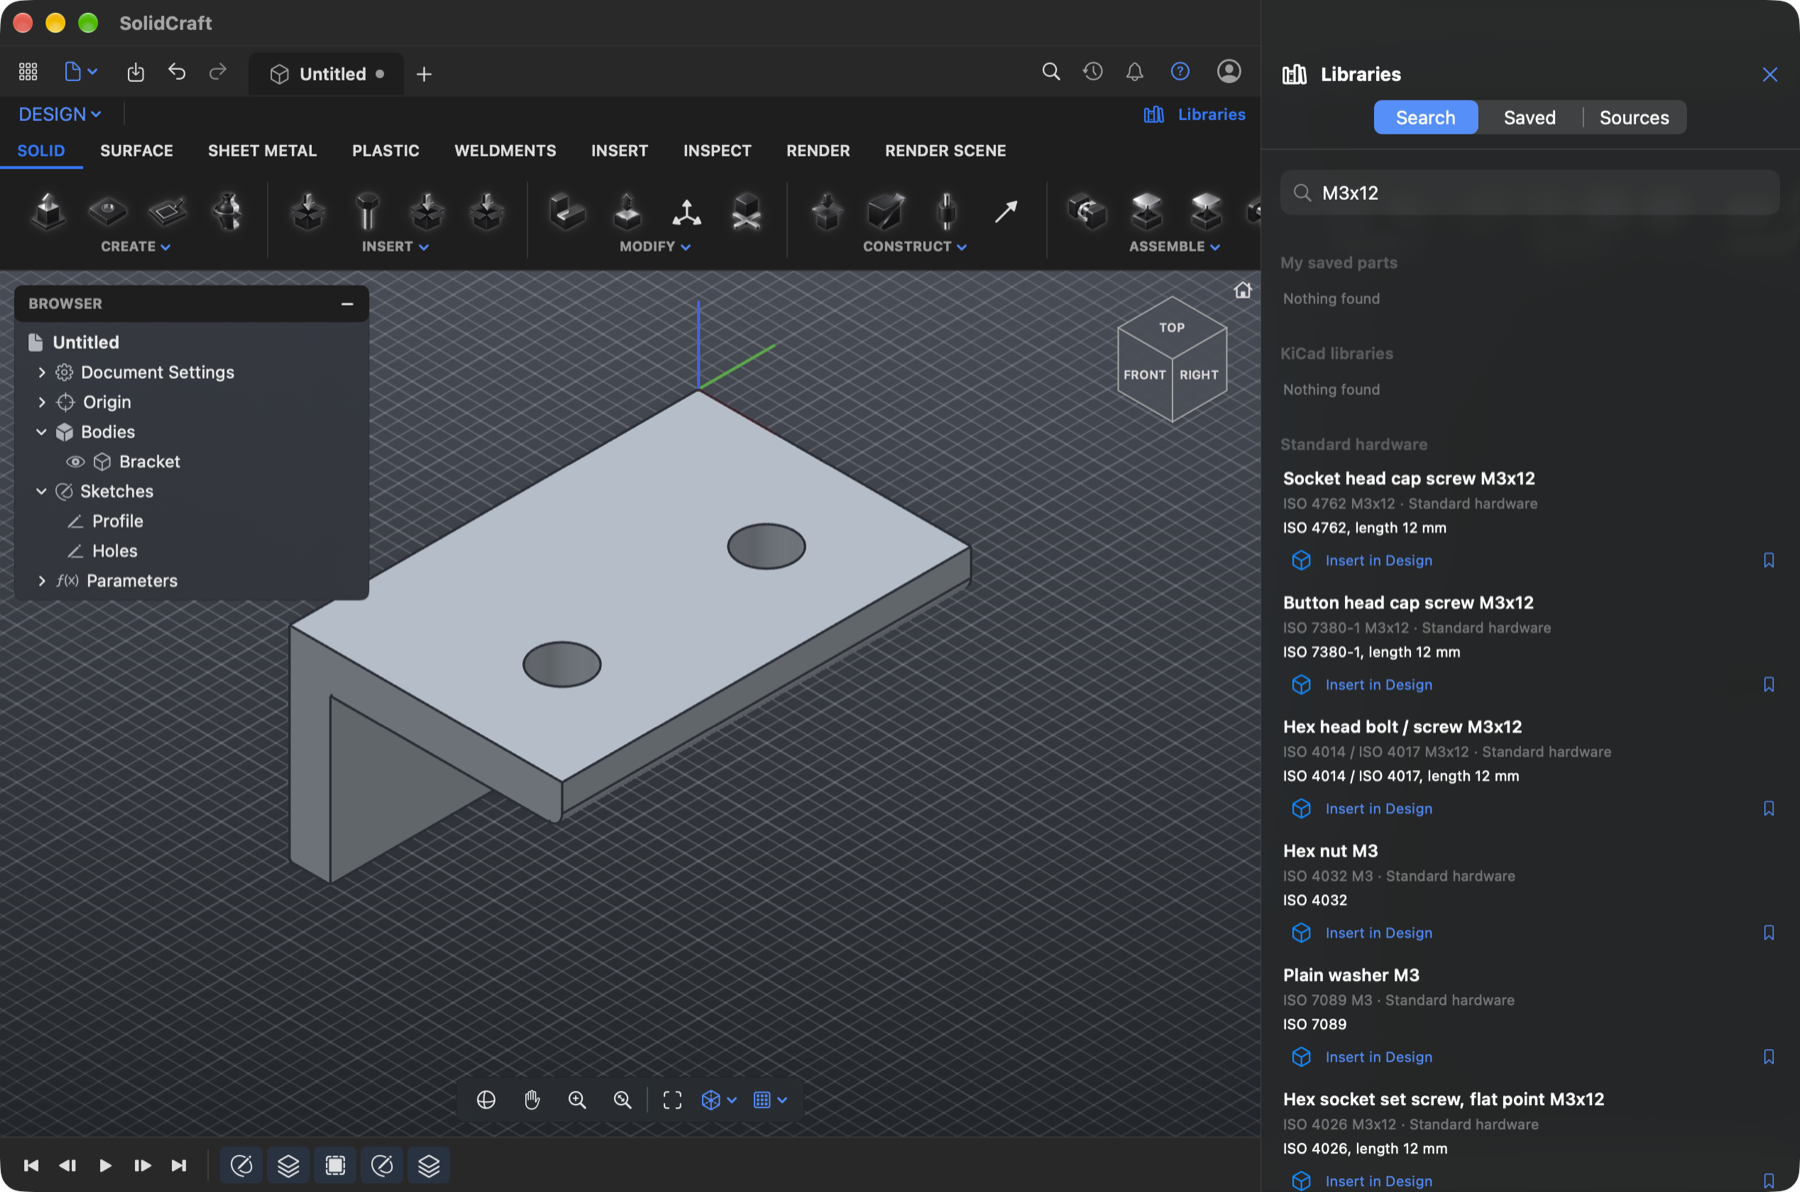 SolidCraft
Untitled
DESIGN
Libraries
SOLID
SURFACE
SHEET METAL
PLASTIC
WELDMENTS
INSERT
INSPECT
RENDER
RENDER SCENE
CREATE
INSERT
MODIFY
CONSTRUCT
ASSEMBLE
BROWSER
Untitled
Document Settings
Origin
Bodies
Bracket
Sketches
Profile
Holes
f(x) Parameters
TOP
FRONT
RIGHT
Libraries
Search
Saved
Sources
M3x12
My saved parts
Nothing found
KiCad libraries
Nothing found
Standard hardware
Socket head cap screw M3x12
ISO 4762 M3x12 · Standard hardware
ISO 4762, length 12 mm
Insert in Design
Button head cap screw M3x12
ISO 7380-1 M3x12 · Standard hardware
ISO 7380-1, length 12 mm
Insert in Design
Hex head bolt / screw M3x12
ISO 4014 / ISO 4017 M3x12 · Standard hardware
ISO 4014 / ISO 4017, length 12 mm
Insert in Design
Hex nut M3
ISO 4032 M3 · Standard hardware
ISO 4032
Insert in Design
Plain washer M3
ISO 7089 M3 · Standard hardware
ISO 7089
Insert in Design
Hex socket set screw, flat point M3x12
ISO 4026 M3x12 · Standard hardware
ISO 4026, length 12 mm
Insert in Design